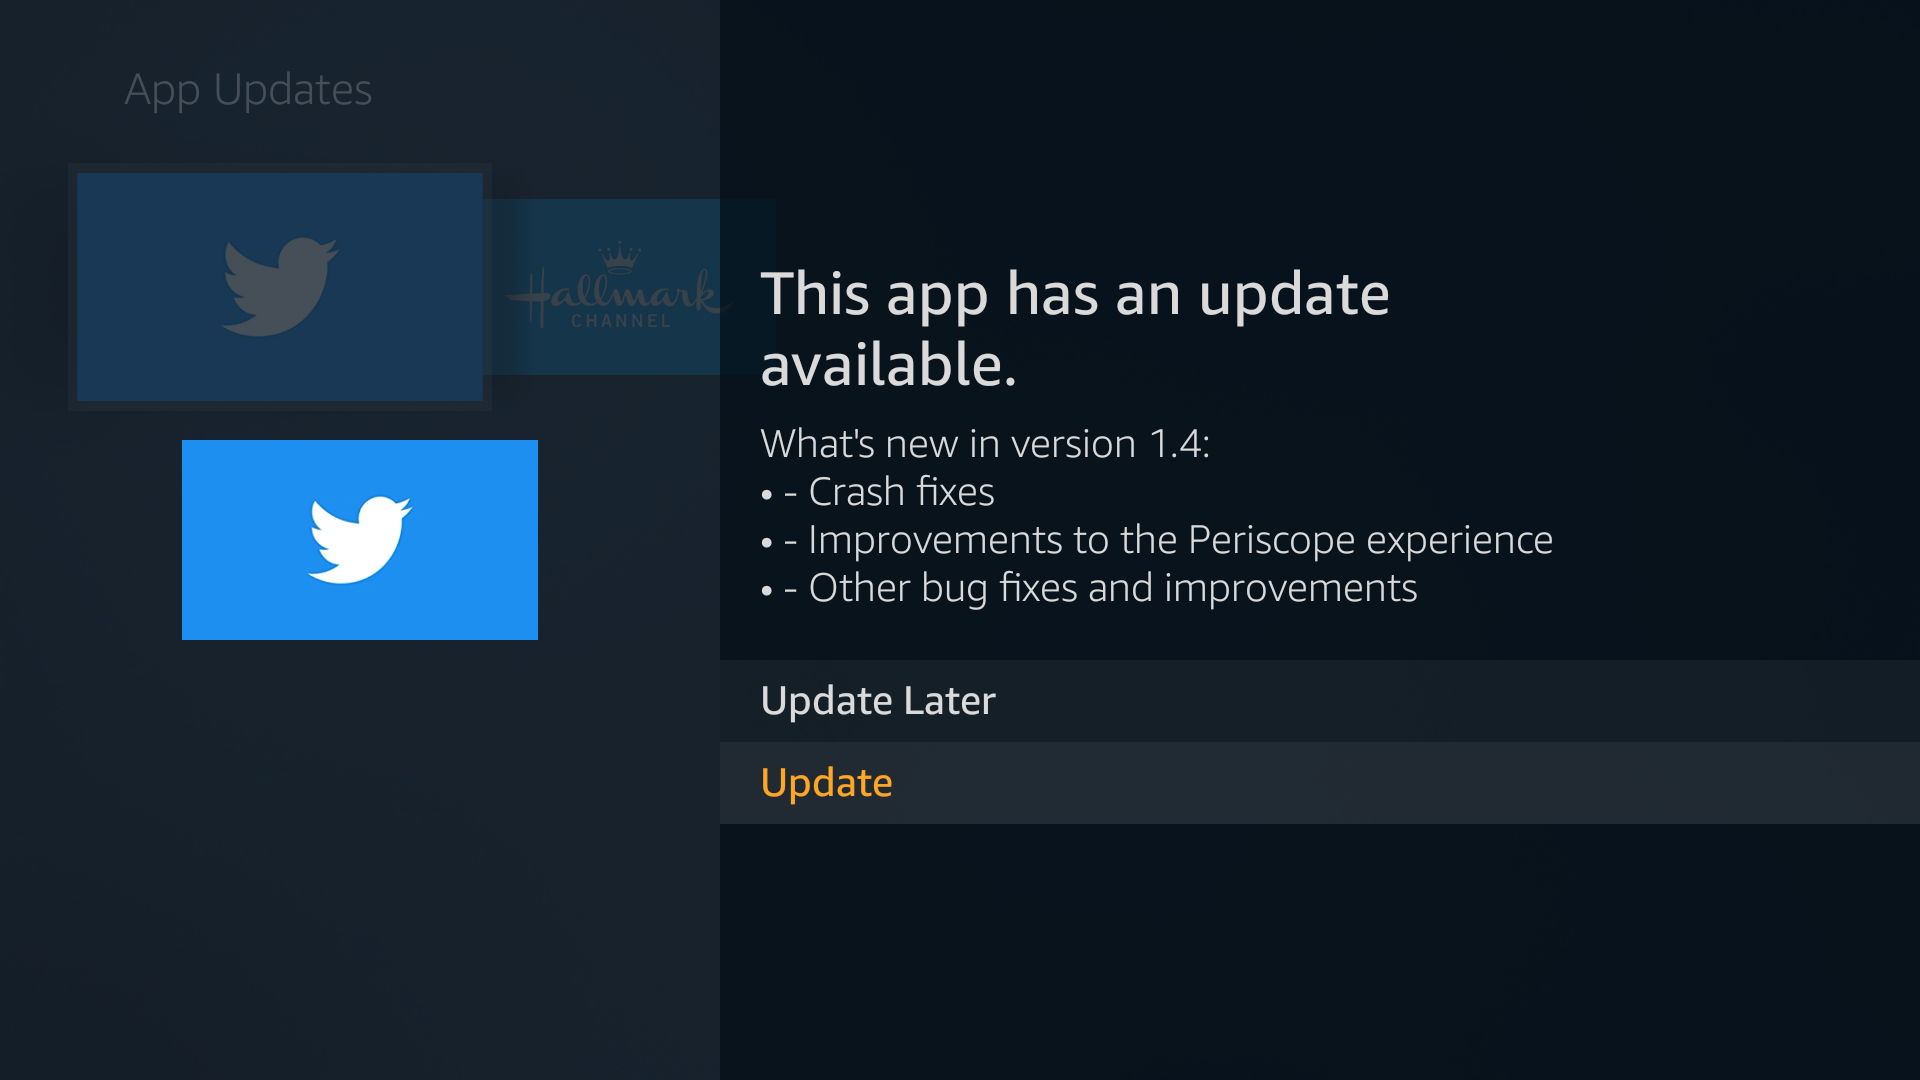 App Updates
Hallmark
CHANNEL
This app has an update
available.
What's new in version 1.4:
• - Crash fixes
• - Improvements to the Periscope experience
• - Other bug fixes and improvements
Update Later
Update